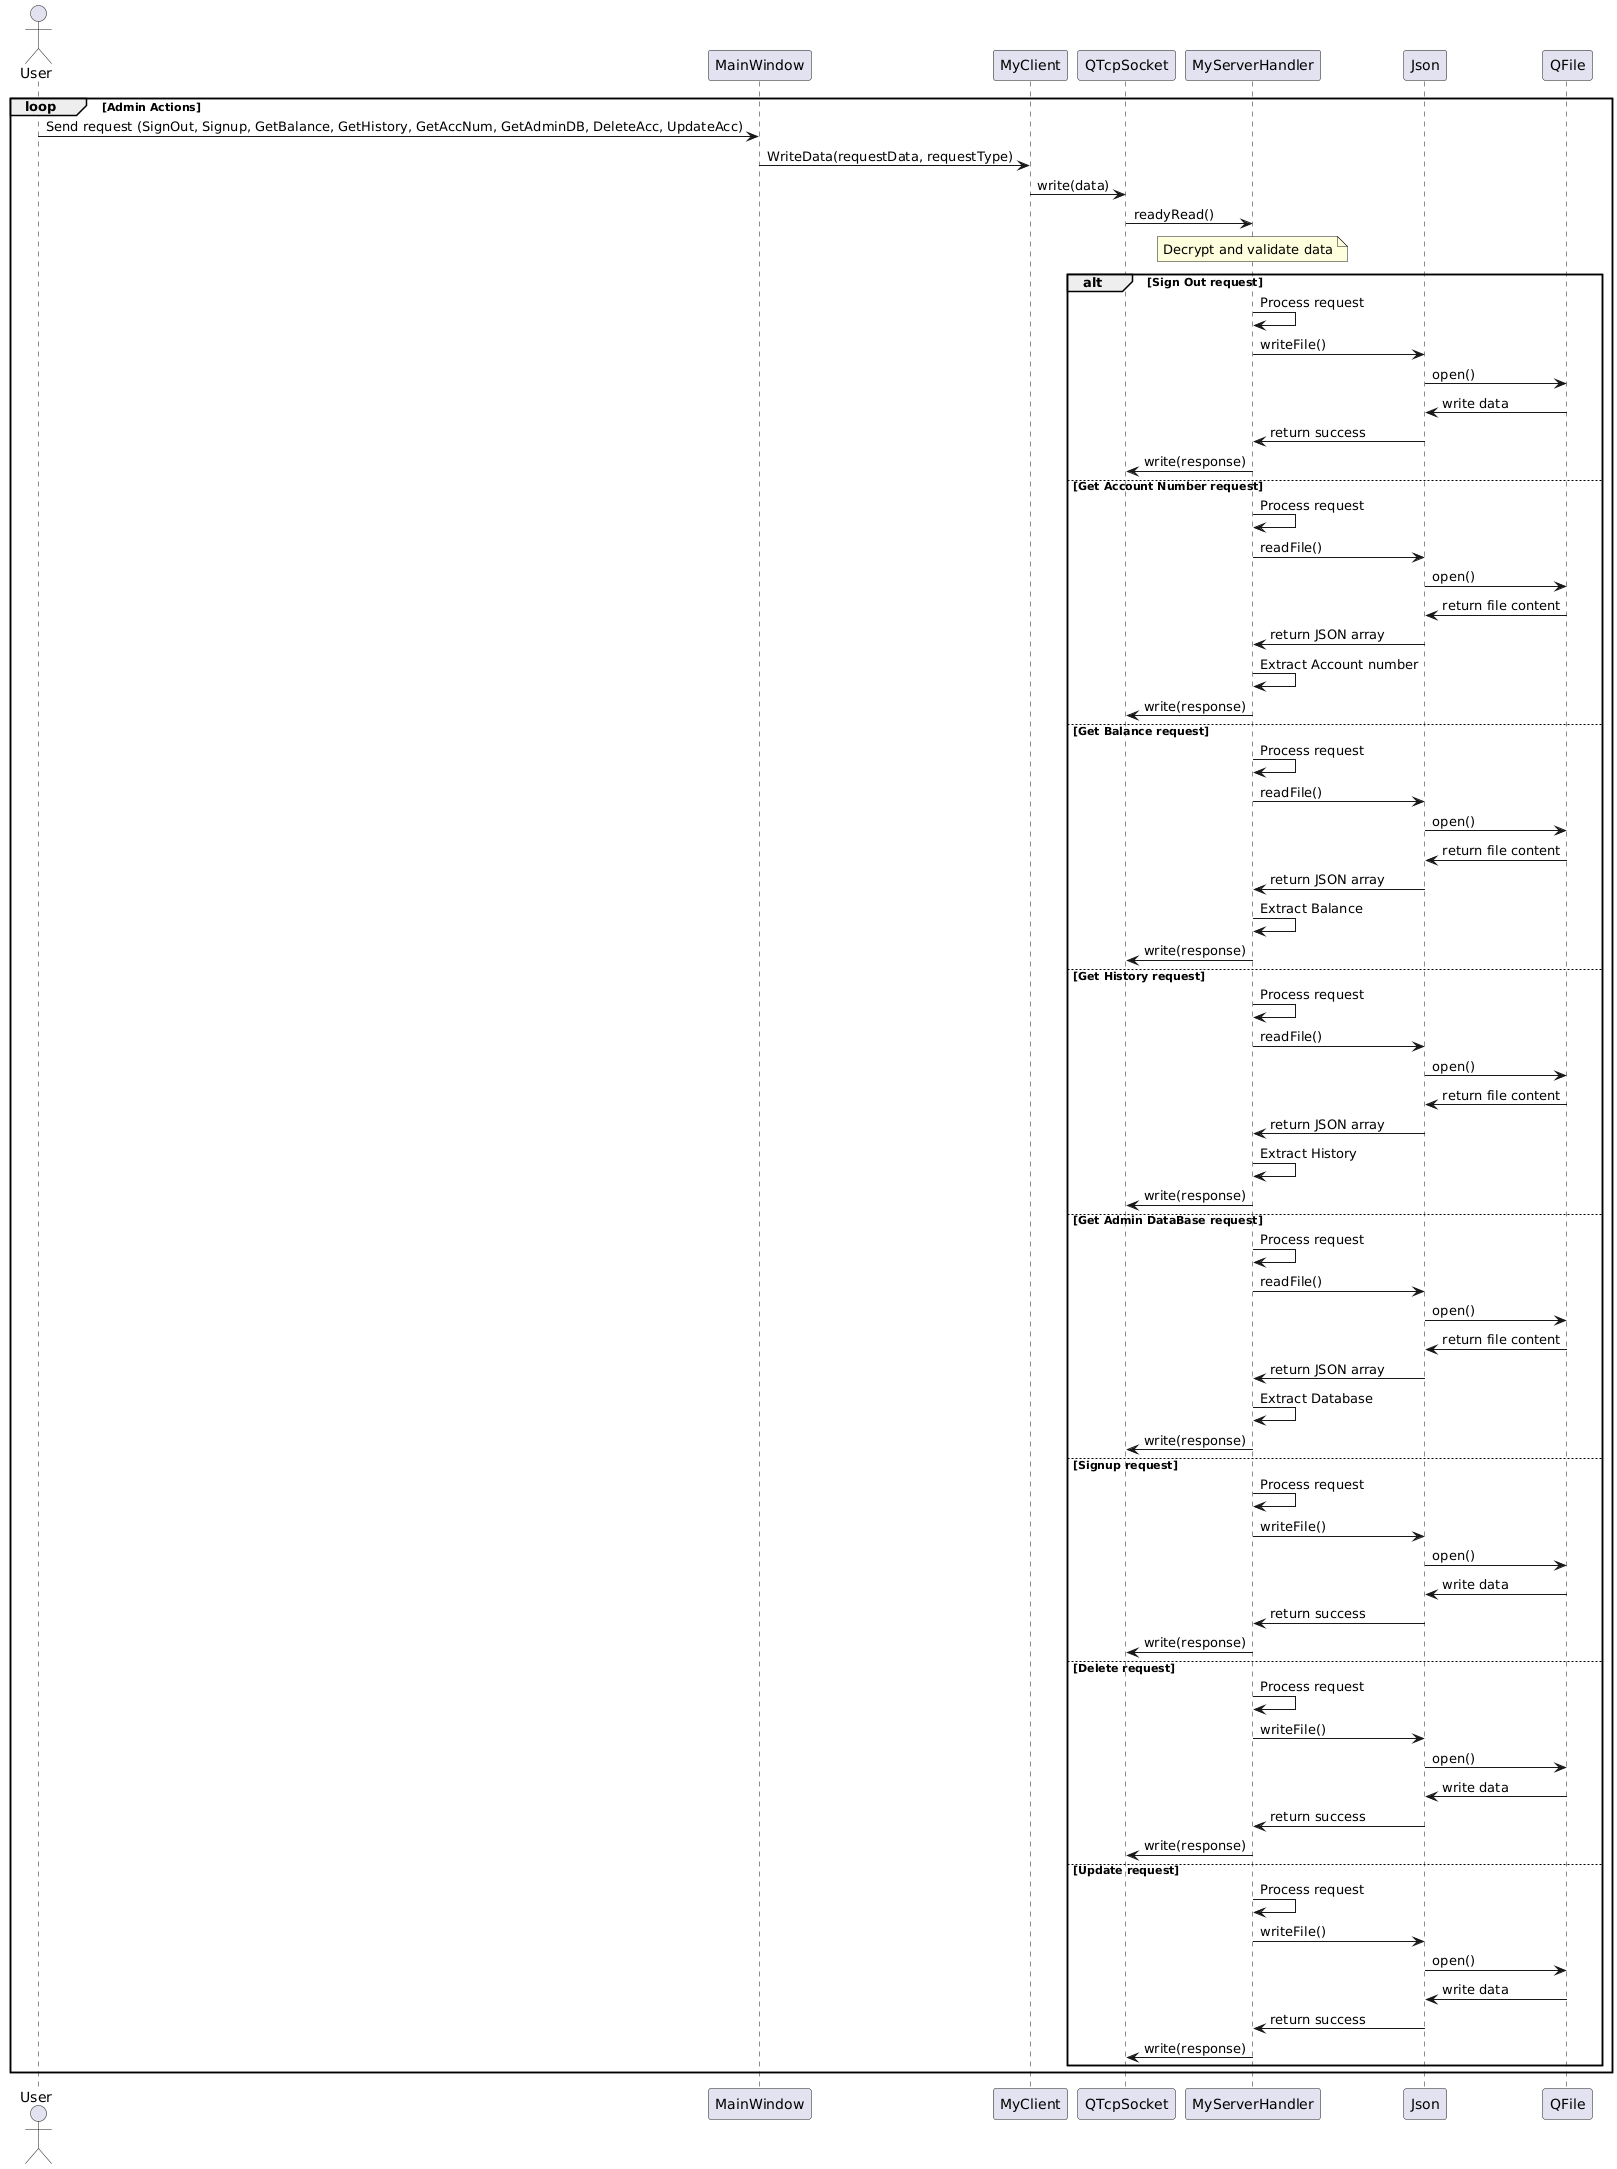 User
MainWindow
MyClient
QTcpSocket
MyServerHandler
Json
QFile
loop
[Admin Actions]
Send request (SignOut, Signup, GetBalance, GetHistory, GetAccNum, GetAdminDB, DeleteAcc, UpdateAcc)
WriteData(requestData, requestType)
write(data)
readyRead()
Decrypt and validate data
alt
[Sign Out request]
Process request
writeFile()
open()
write data
return success
write(response)
[Get Account Number request]
Process request
readFile()
open()
return file content
return JSON array
Extract Account number
write(response)
[Get Balance request]
Process request
readFile()
open()
return file content
return JSON array
Extract Balance
write(response)
[Get History request]
Process request
readFile()
open()
return file content
return JSON array
Extract History
write(response)
[Get Admin DataBase request]
Process request
readFile()
open()
return file content
return JSON array
Extract Database
write(response)
[Signup request]
Process request
writeFile()
open()
write data
return success
write(response)
[Delete request]
Process request
writeFile()
open()
write data
return success
write(response)
[Update request]
Process request
writeFile()
open()
write data
return success
write(response)
User
MainWindow
MyClient
QTcpSocket
MyServerHandler
Json
QFile